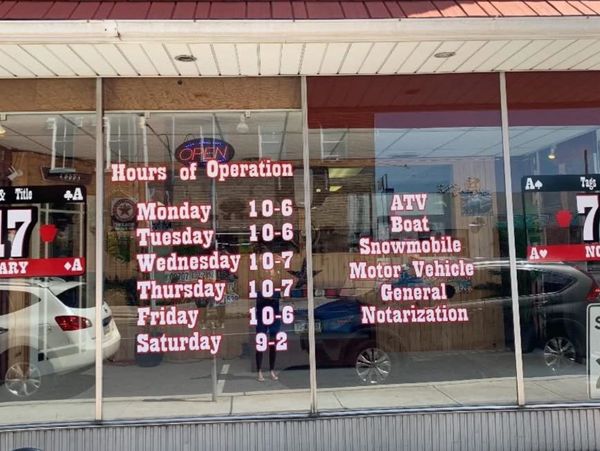 OPEN
Hours of Operation
Monday 10-6
Tuesday 10-6
Wednesday 10-7
Thursday 10-7
Friday 10-6
Saturday 9-2
ATV
Boat
Snowmobile
Motor Vehicle
General
Notarization
& Title
A
17
ARY
A
A
Tags
7
A
NO
S